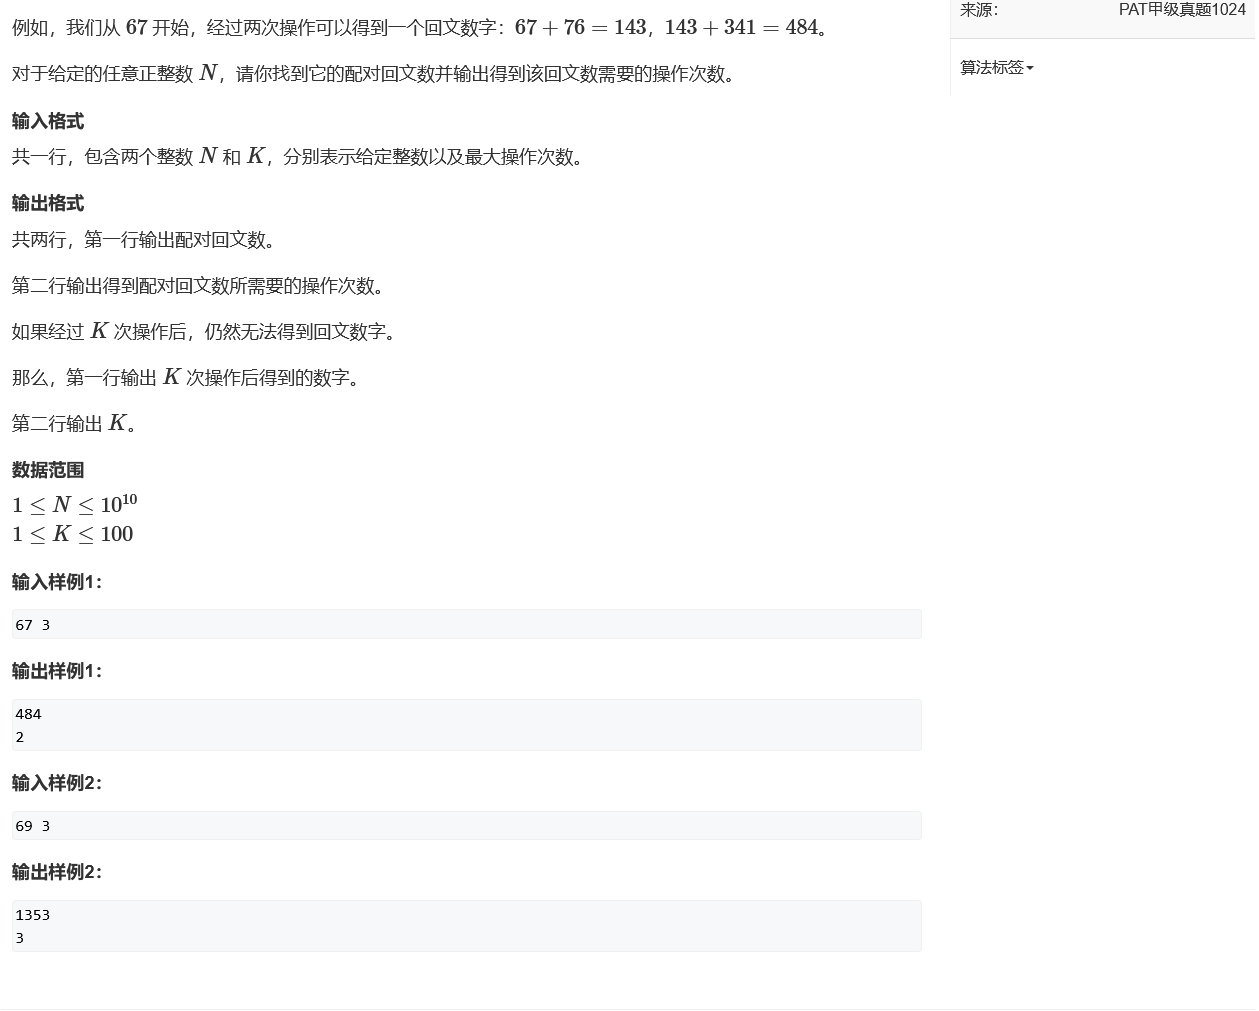 例如，我们从 67 开始，经过两次操作可以得到一个回文数字：67 + 76 = 143，143 + 341 = 484。
对于给定的任意正整数 N，请你找到它的配对回文数并输出得到该回文数需要的操作次数。
输入格式
共一行，包含两个整数 N 和 K，分别表示给定整数以及最大操作次数。
输出格式
共两行，第一行输出配对回文数。
第二行输出得到配对回文数所需要的操作次数。
如果经过 K 次操作后，仍然无法得到回文数字。
那么，第一行输出 K 次操作后得到的数字。
第二行输出 K。
数据范围
1 ≤ N ≤ 10¹⁰
1 ≤ K ≤ 100
输入样例1：
67 3
输出样例1：
484
2
输入样例2：
69 3
输出样例2：
1353
3
来源： PAT甲级真题1024
算法标签